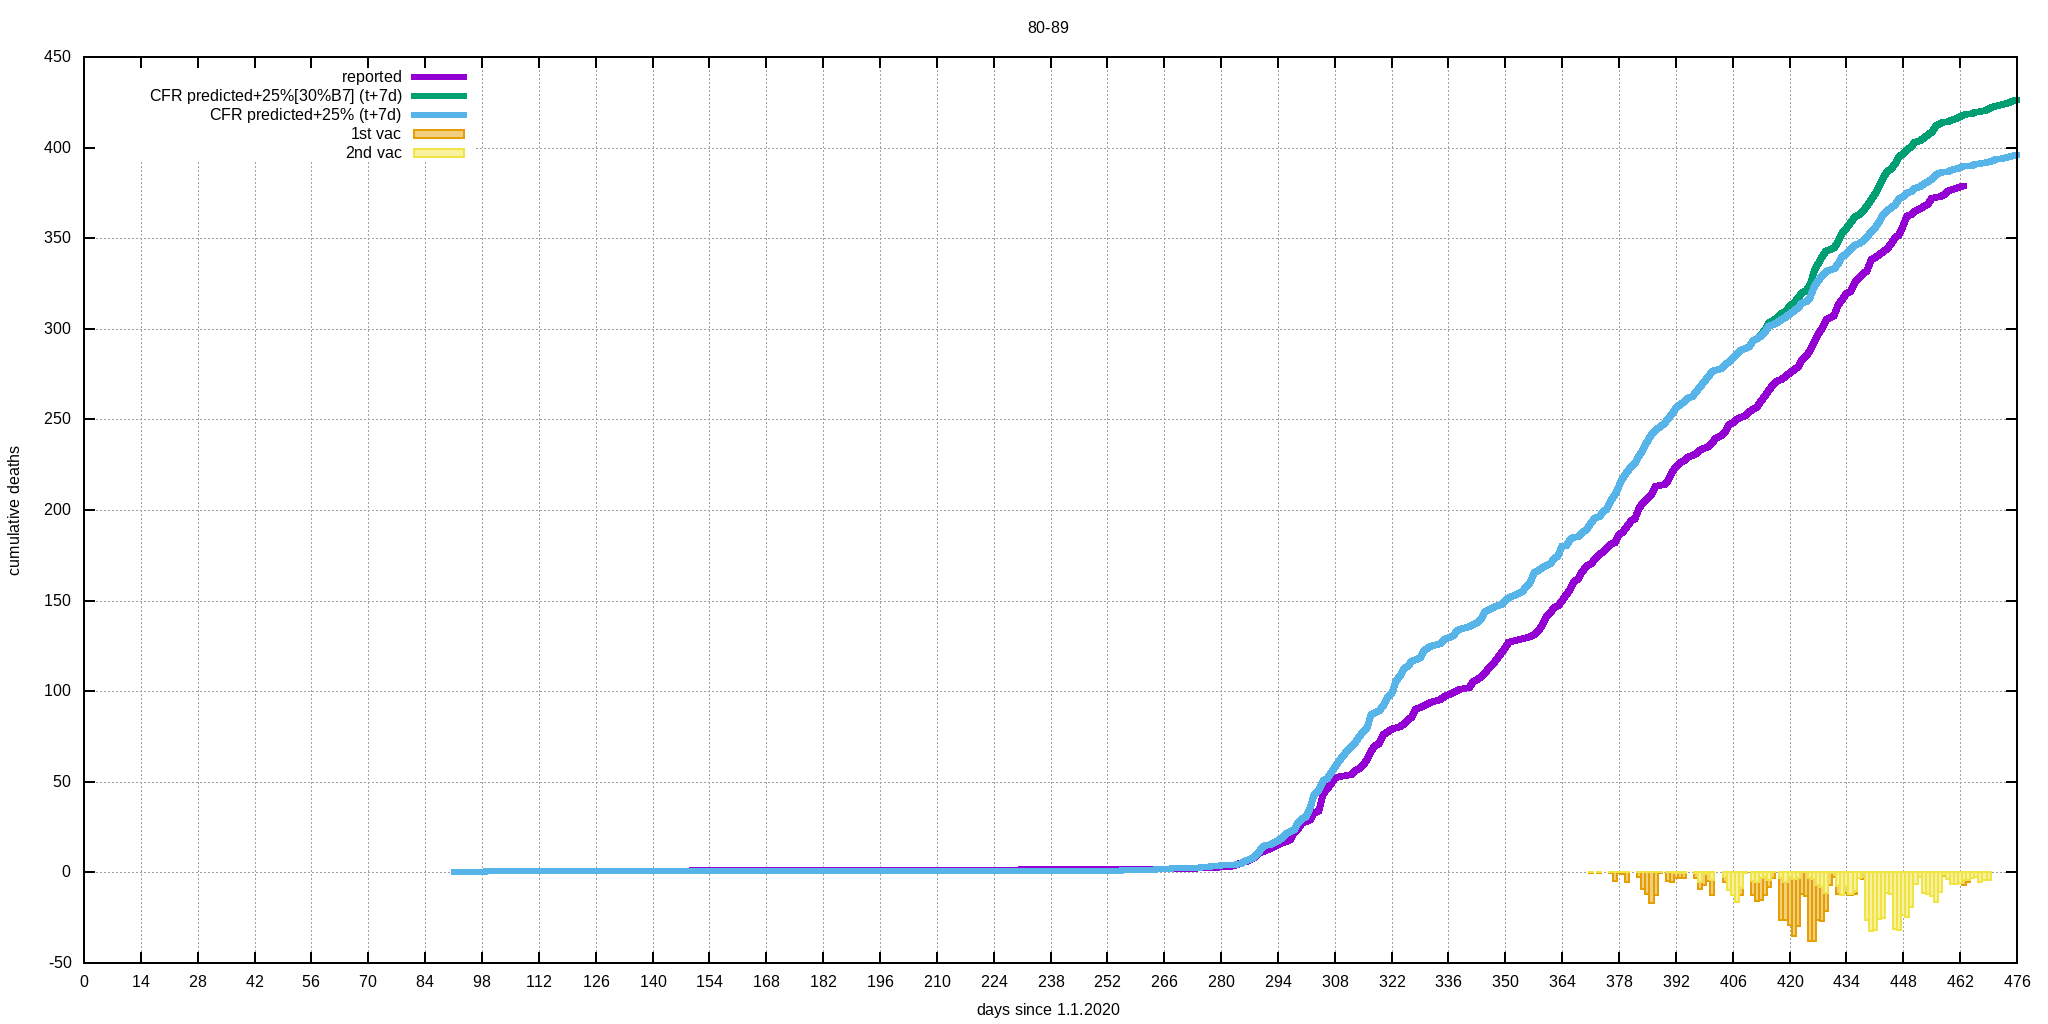 80-89
450
400
350
300
250
200
150
100
50
0
-50
cumulative deaths
reported
CFR predicted+25%[30%B7] (t+7d)
CFR predicted+25% (t+7d)
1st vac
2nd vac
0 14 28 42 56 70 84 98 112 126 140 154 168 182 196 210 224 238 252 266 280 294 308 322 336 350 364 378 392 406 420 434 448 462 476
days since 1.1.2020